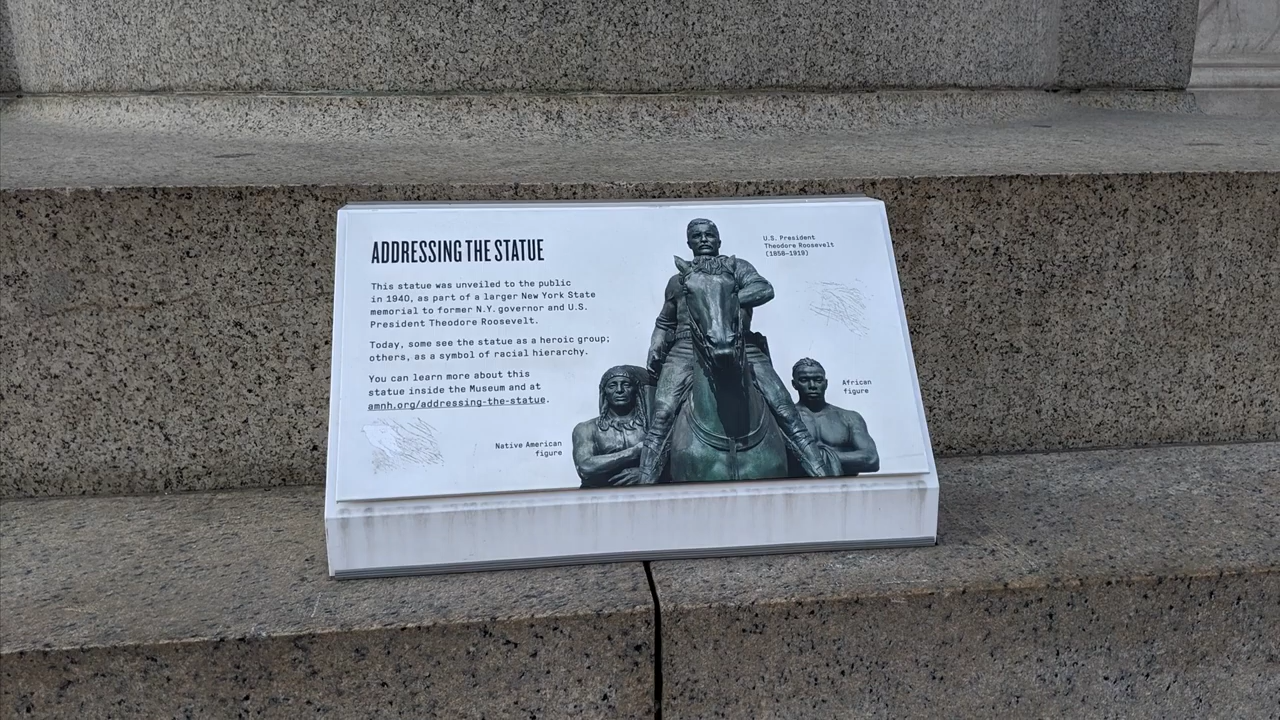 ADDRESSING THE STATUE
This statue was unveiled to the public
in 1940, as part of a larger New York State
memorial to former N.Y. governor and U.S.
President Theodore Roosevelt.
Today, some see the statue as a heroic group;
others, as a symbol of racial hierarchy.
You can learn more about this
statue inside the Museum and at
amnh.org/addressing-the-statue.
U.S. President
Theodore Roosevelt
(1858–1919)
Native American
figure
African
figure